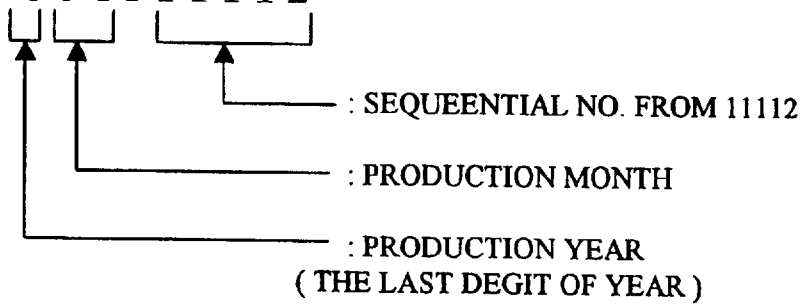 : SEQUEENTIAL NO. FROM 11112
: PRODUCTION MONTH
: PRODUCTION YEAR
( THE LAST DEGIT OF YEAR )